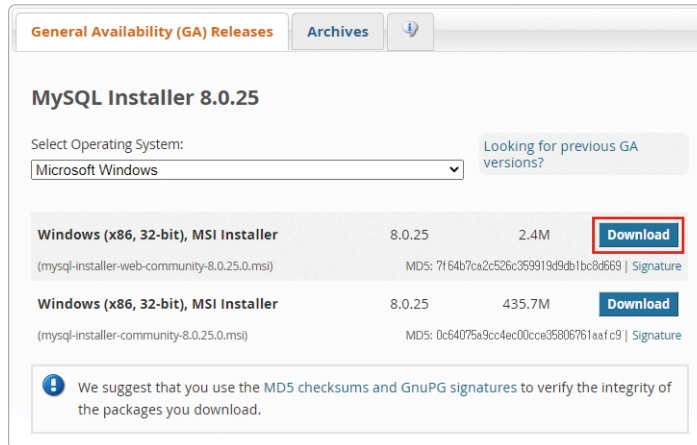 General Availability (GA) Releases
Archives
MySQL Installer 8.0.25
Select Operating System:
Looking for previous GA
versions?
Microsoft Windows
Windows (x86, 32-bit), MSI Installer 8.0.25 2.4M Download
(mysql-installer-web-community-8.0.25.0.msi) MD5: 7f64b7ca2c526c359919d9db1bc8d669 | Signature
Windows (x86, 32-bit), MSI Installer 8.0.25 435.7M Download
(mysql-installer-community-8.0.25.0.msi) MD5: 0c64075a9cc4ec00cce35806761aafc9 | Signature
We suggest that you use the MD5 checksums and GnuPG signatures to verify the integrity of
the packages you download.